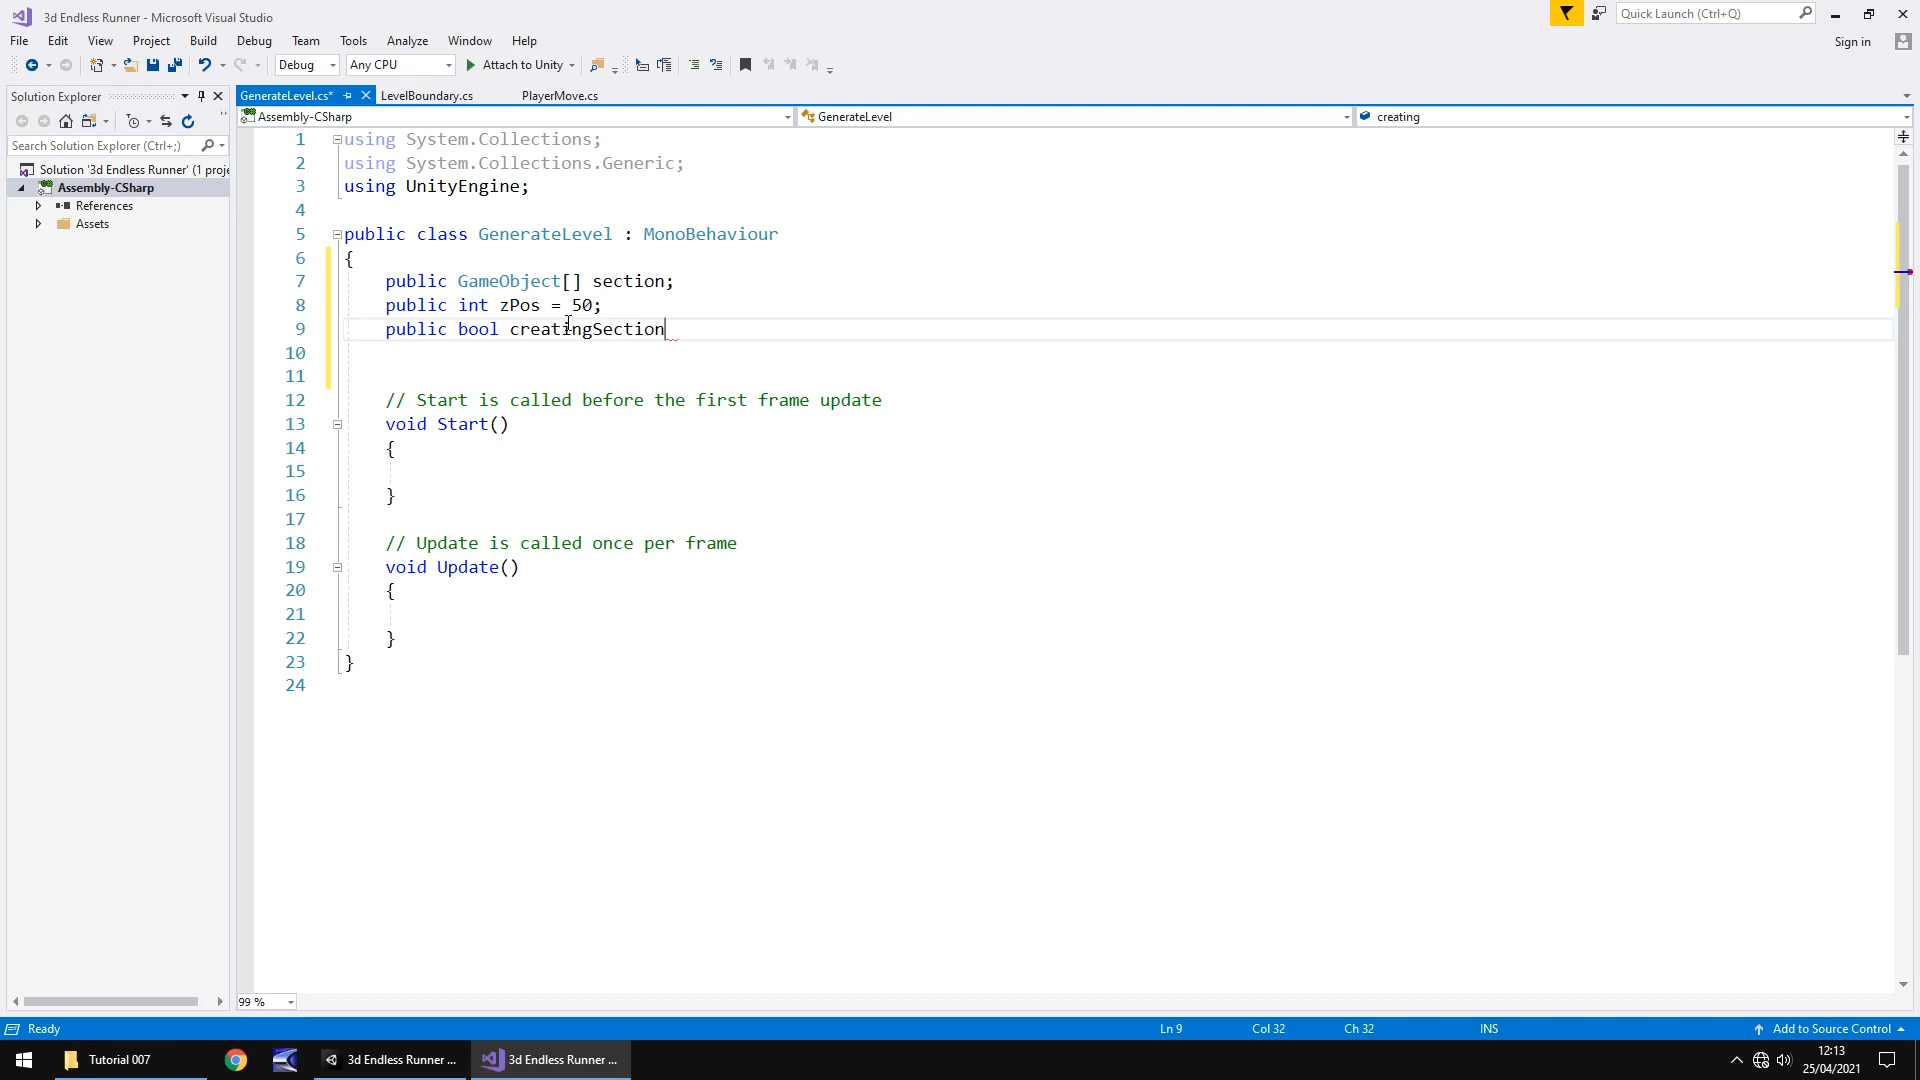 3d Endless Runner - Microsoft Visual Studio
Quick Launch (Ctrl+Q)
File Edit View Project Build Debug Team Tools Analyze Window Help
Sign in
Debug Any CPU Attach to Unity
Solution Explorer
GenerateLevel.cs* LevelBoundary.cs PlayerMove.cs
Assembly-CSharp GenerateLevel creating
Search Solution Explorer (Ctrl+;)
Solution '3d Endless Runner' (1 proje
Assembly-CSharp
References
Assets
1 using System.Collections;
2 using System.Collections.Generic;
3 using UnityEngine;
4
5 public class GenerateLevel : MonoBehaviour
6 {
7 public GameObject[] section;
8 public int zPos = 50;
9 public bool creatingSection
10
11
12 // Start is called before the first frame update
13 void Start()
14 {
15
16 }
17
18 // Update is called once per frame
19 void Update()
20 {
21
22 }
23 }
24
99 %
Ready Ln 9 Col 32 Ch 32 INS Add to Source Control
Tutorial 007 3d Endless Runner ... 3d Endless Runner ... 12:13
25/04/2021